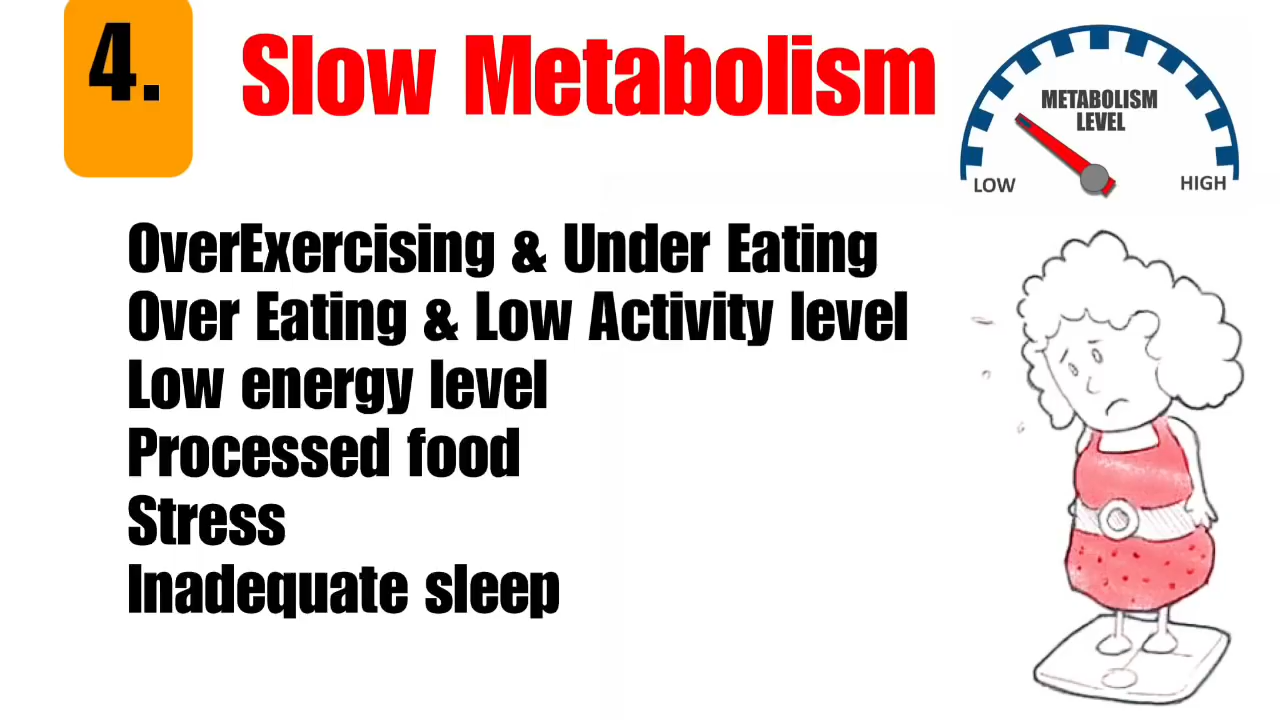 4.
Slow Metabolism
METABOLISM
LEVEL
LOW
HIGH
OverExercising & Under Eating
Over Eating & Low Activity level
Low energy level
Processed food
Stress
Inadequate sleep